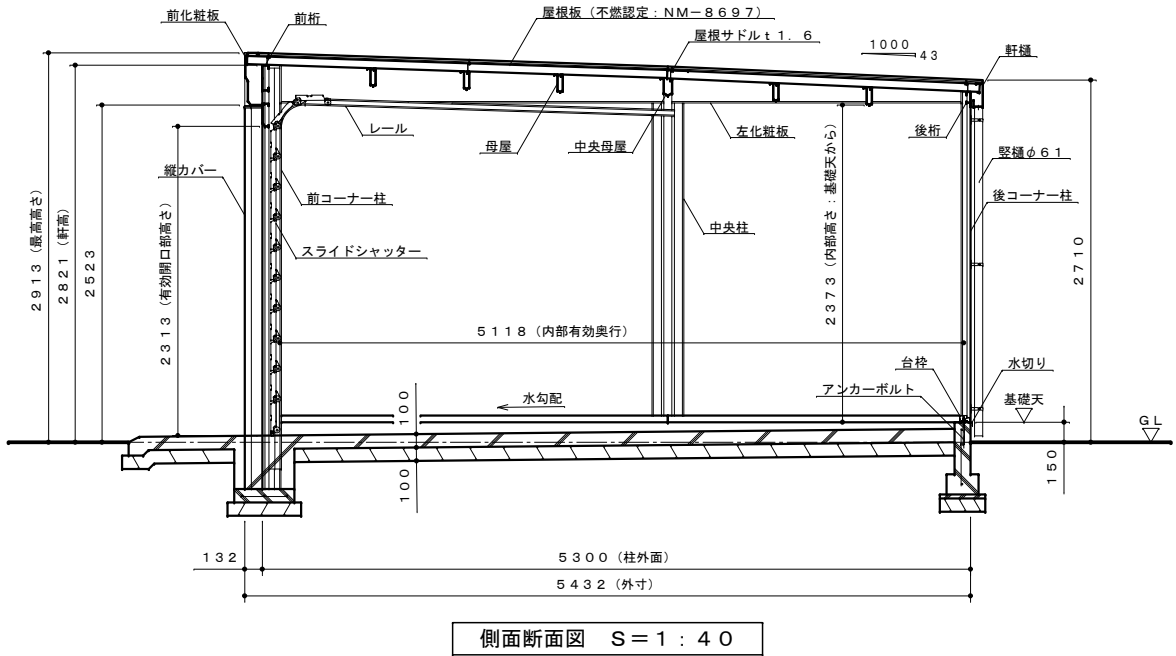 屋根板（不燃認定：ＮＭ－８６９７）
前化粧板
前桁
屋根サドルｔ１．６
１０００
４３
軒樋
レール
母屋
中央母屋
左化粧板
後桁
竪樋φ６１
縦カバー
前コーナー柱
後コーナー柱
中央柱
スライドシャッター
２９１３（最高高さ）
２８２１（軒高）
２５２３
２３１３（有効開口部高さ）
２３７３（内部高さ：基礎天から）
２７１０
５１１８（内部有効奥行）
台枠
水切り
アンカーボルト
基礎天
水勾配
１００
１００
ＧＬ
１５０
１３２
５３００（柱外面）
５４３２（外寸）
側面断面図　Ｓ＝１：４０